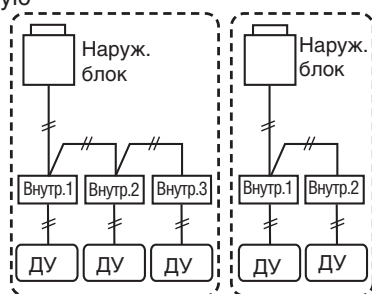 ую
Наруж.
блок
Внутр.1 Внутр.2 Внутр.3
ДУ ДУ ДУ
Наруж.
блок
Внутр.1 Внутр.2
ДУ ДУ